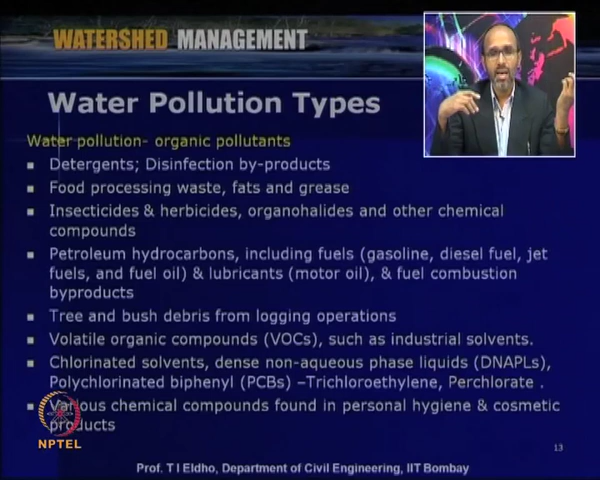 WATERSHED MANAGEMENT
Water Pollution Types
Water pollution- organic pollutants
Detergents; Disinfection by-products
Food processing waste, fats and grease
Insecticides & herbicides, organohalides and other chemical
compounds
Petroleum hydrocarbons, including fuels (gasoline, diesel fuel, jet
fuels, and fuel oil) & lubricants (motor oil), & fuel combustion
byproducts
Tree and bush debris from logging operations
Volatile organic compounds (VOCs), such as industrial solvents.
Chlorinated solvents, dense non-aqueous phase liquids (DNAPLs),
Polychlorinated biphenyl (PCBs) –Trichloroethylene, Perchlorate .
Various chemical compounds found in personal hygiene & cosmetic
products
NPTEL
13
Prof. T I Eldho, Department of Civil Engineering, IIT Bombay